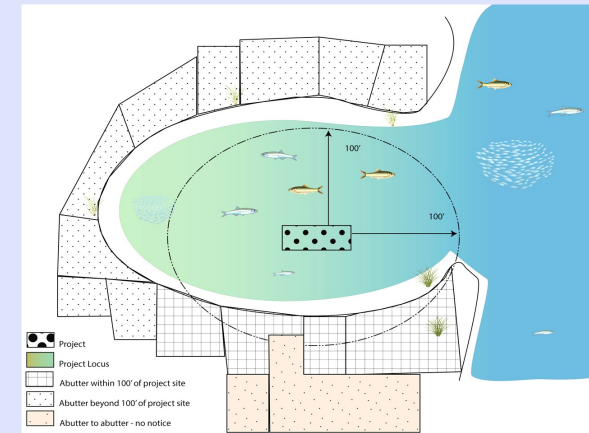 100'
100'
Project
Project Locus
Abutter within 100' of project site
Abutter beyond 100' of project site
Abutter to abutter - no notice